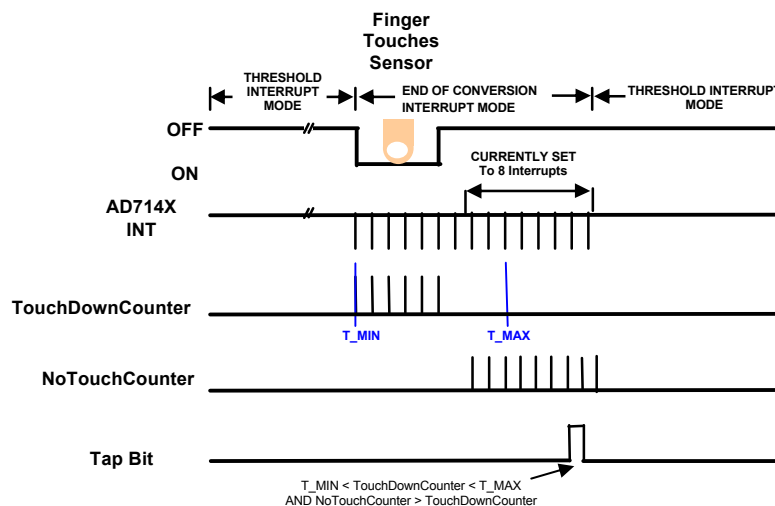 Finger
Touches
Sensor
THRESHOLD
INTERRUPT
MODE
END OF CONVERSION
INTERRUPT MODE
THRESHOLD INTERRUPT
MODE
OFF
ON
CURRENTLY SET
To 8 Interrupts
AD714X
INT
TouchDownCounter
T_MIN
T_MAX
NoTouchCounter
Tap Bit
T_MIN < TouchDownCounter < T_MAX
AND NoTouchCounter > TouchDownCounter